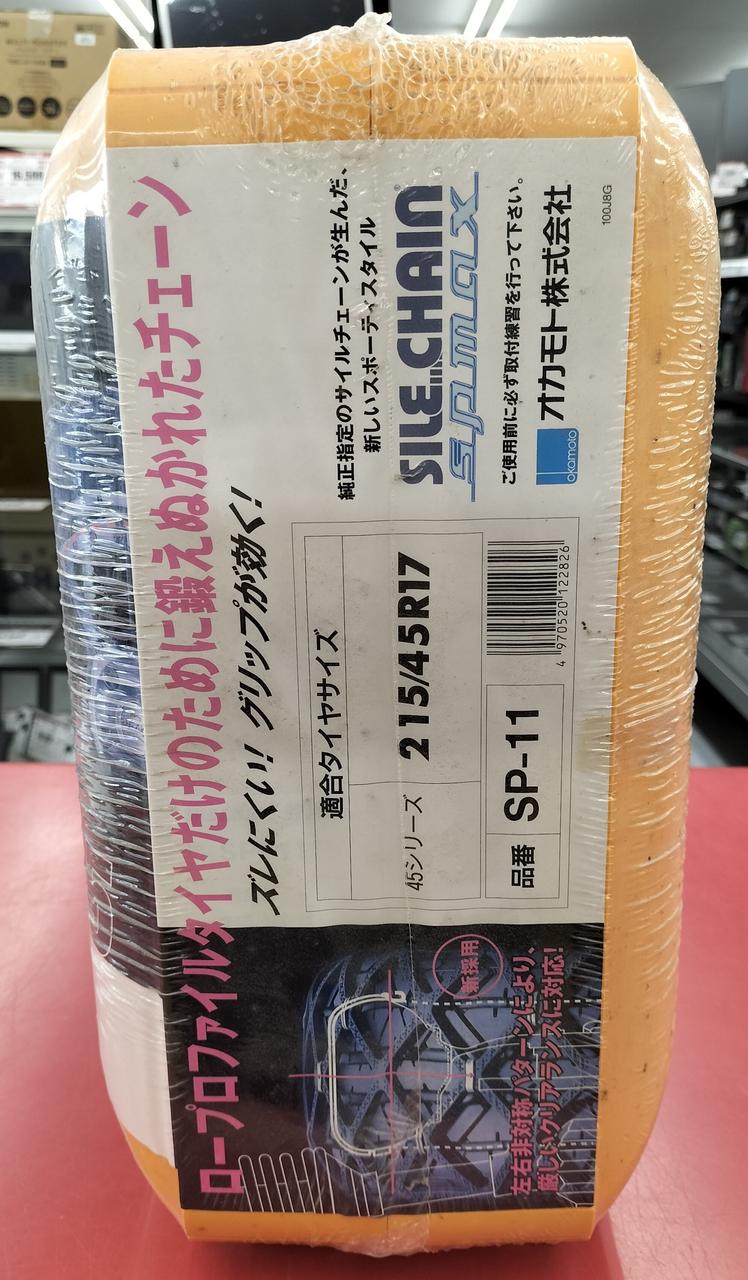 ロープロファイルタイヤだけのために鍛えぬかれたチェーン
ズレにくい! グリップが効く!
適合タイヤサイズ
45シリーズ 215/45R17
品番 SP-11
4 970520 122826
純正指定のサイルチェーンが生んだ、
新しいスポーティスタイル
SILE CHAIN
spmax
ご使用前に必ず取付練習を行って下さい。
okamoto オカモト株式会社
100J8G
新採用
左右非対称パターンにより、
厳しいクリアランスに対応!